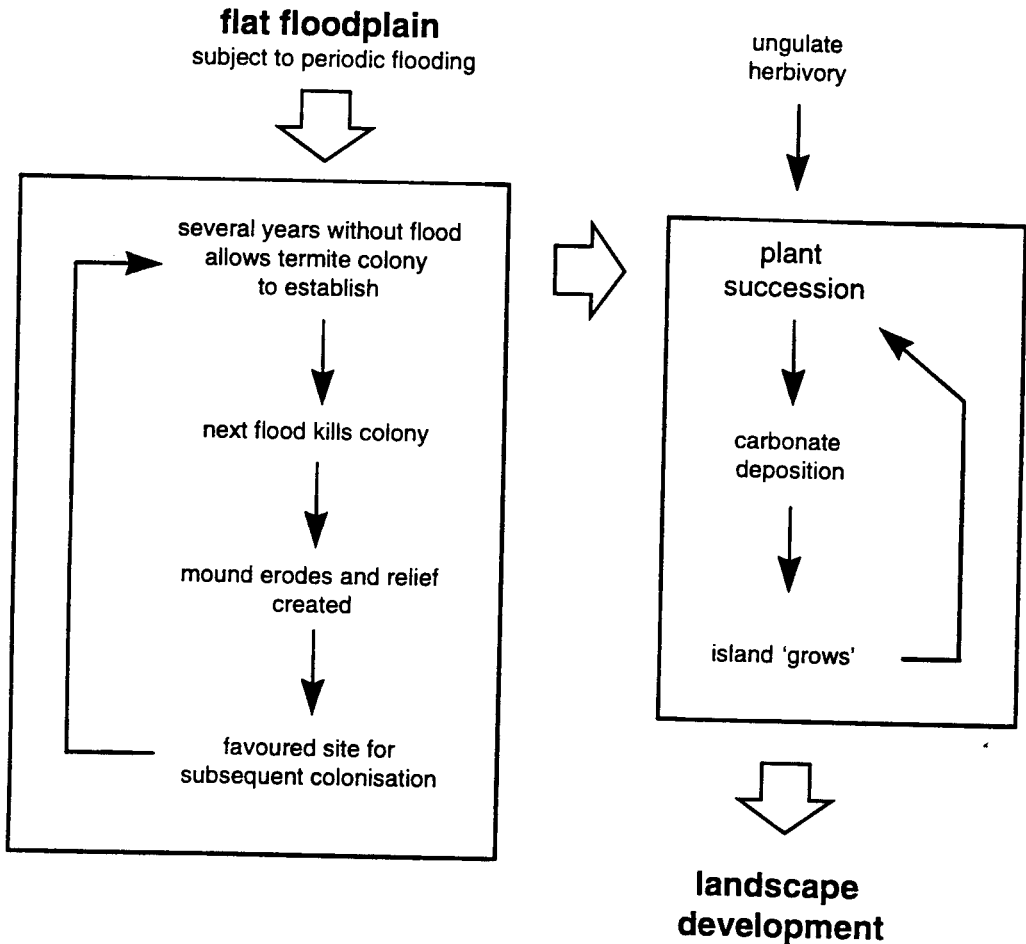 flat floodplain
subject to periodic flooding
several years without flood
allows termite colony
to establish
next flood kills colony
mound erodes and relief
created
favoured site for
subsequent colonisation
ungulate
herbivory
plant
succession
carbonate
deposition
island ‘grows’
landscape
development